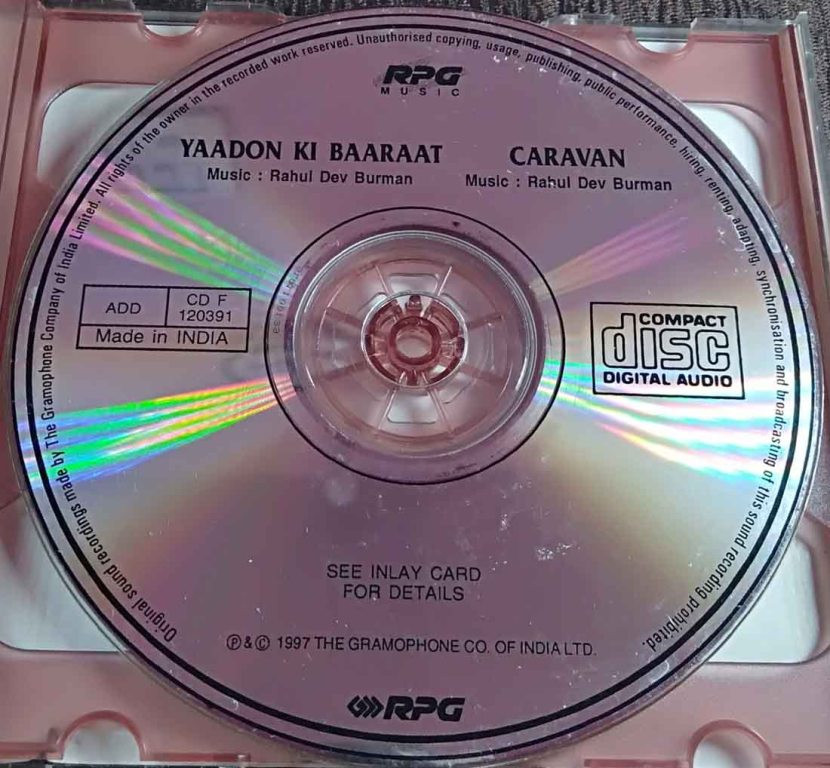 Original sound recordings made by The Gramophone Company of India Limited. All rights of the owner in the recorded work reserved. Unauthorised copying, usage, publishing, public performance, hiring, renting, adapting, synchronisation and broadcasting of this sound recording prohibited.
RPG
MUSIC
YAADON KI BAARAAT
Music : Rahul Dev Burman
CARAVAN
Music : Rahul Dev Burman
ADD
CD F
120391
Made in INDIA
COMPACT
disc
DIGITAL AUDIO
SEE INLAY CARD
FOR DETAILS
℗ & © 1997 THE GRAMOPHONE CO. OF INDIA LTD.
RPG